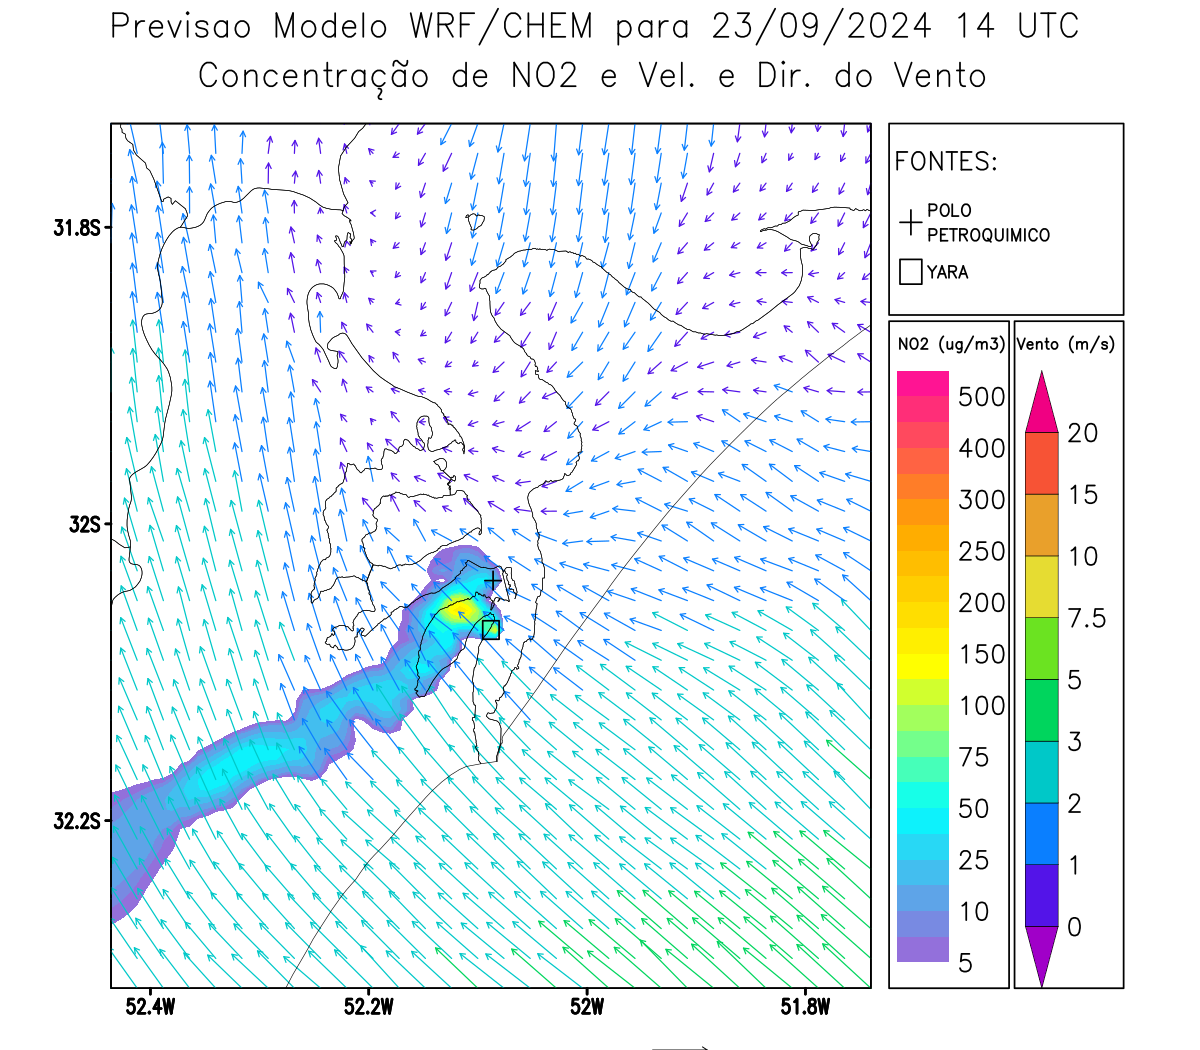 Previsao Modelo WRF/CHEM para 23/09/2024 14 UTC
Concentração de NO2 e Vel. e Dir. do Vento
FONTES:
POLO
PETROQUIMICO
YARA
31.8S
32S
32.2S
52.4W
52.2W
52W
51.8W
NO2 (ug/m3)
500
400
300
250
200
150
100
75
50
25
10
5
Vento (m/s)
20
15
10
7.5
5
3
2
1
0